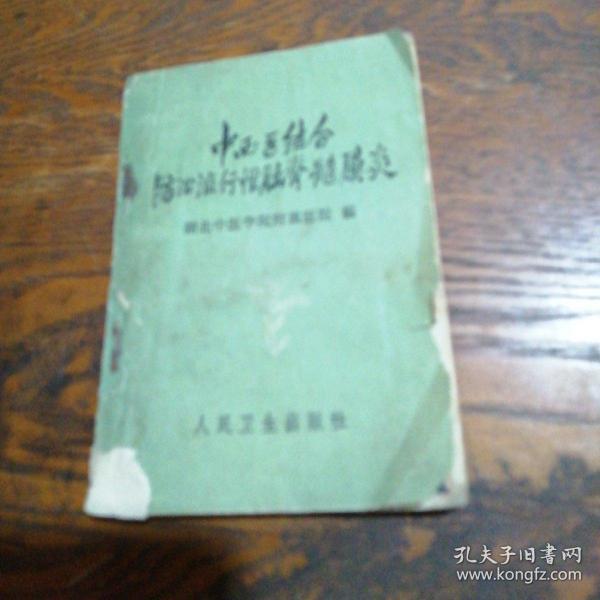 中西医结合
防治流行性脑脊髓膜炎
湖北中医学院附属医院 编
人民卫生出版社
孔夫子旧書网
www.kongfz.com